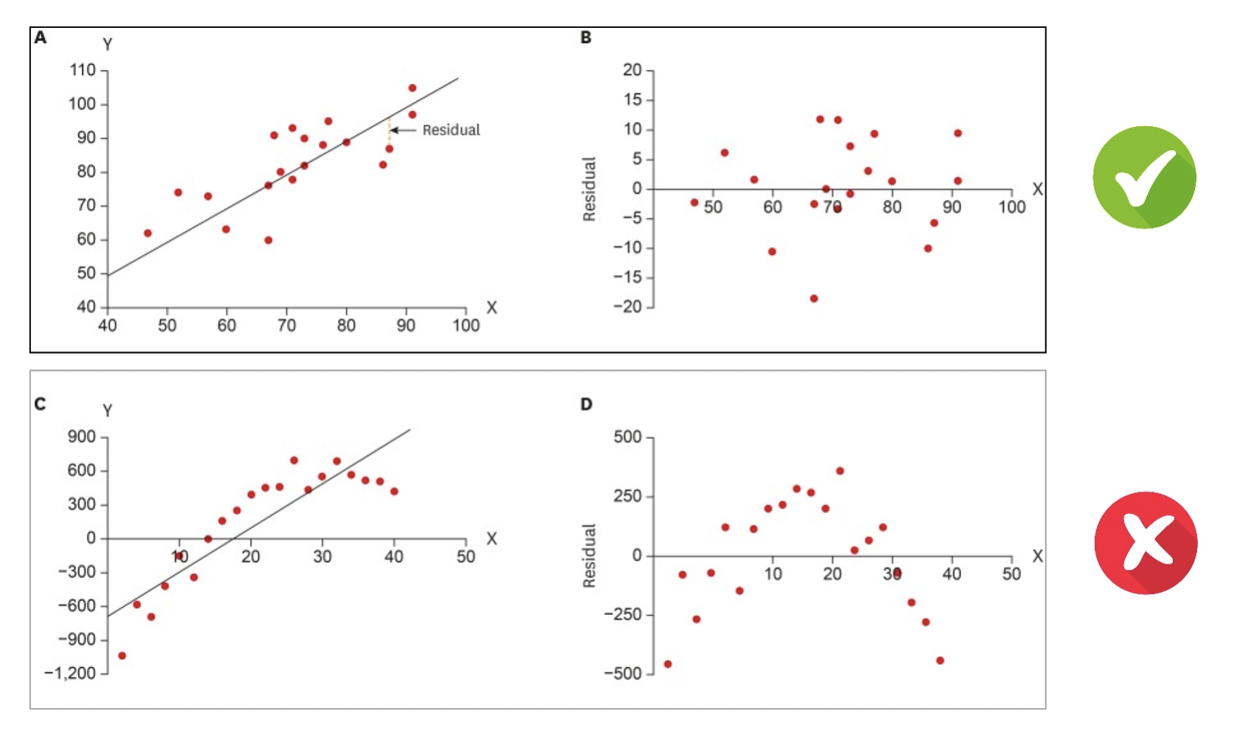 A
Y
110
100
90
80
70
60
50
40
40 50 60 70 80 90 100
X
Residual
B
20
15
10
5
0
−5
−10
−15
−20
Residual
50 60 70 80 90 100
X
C
Y
900
600
300
0
−300
−600
−900
−1,200
10 20 30 40 50
X
D
500
250
0
−250
−500
Residual
10 20 30 40 50
X